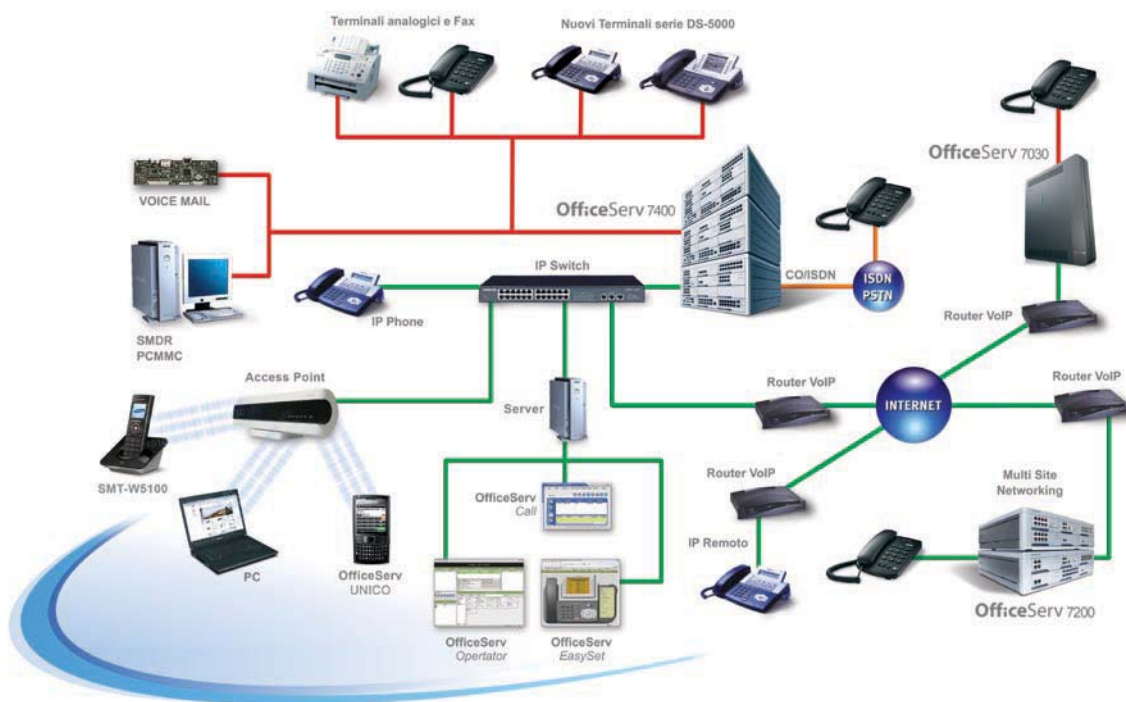 Terminali analogici e Fax
Nuovi Terminali serie DS-5000
OfficeServ 7030
VOICE MAIL
OfficeServ 7400
IP Switch
CO/ISDN
ISDN
PSTN
IP Phone
Router VoIP
SMDR
PCMMC
Access Point
Router VoIP
Router VoIP
Server
INTERNET
Router VoIP
Multi Site
Networking
SMT-W5100
OfficeServ
Call
IP Remoto
PC
OfficeServ
UNICO
OfficeServ 7200
OfficeServ
Opertator
OfficeServ
EasySet